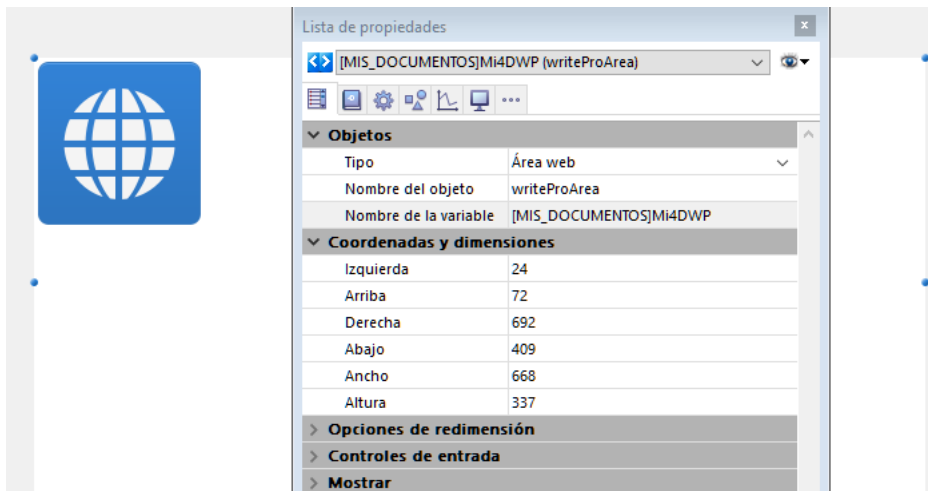 Lista de propiedades
x
[MIS_DOCUMENTOS]Mi4DWP (writeProArea)
Objetos
Tipo Área web
Nombre del objeto writeProArea
Nombre de la variable [MIS_DOCUMENTOS]Mi4DWP
Coordenadas y dimensiones
Izquierda 24
Arriba 72
Derecha 692
Abajo 409
Ancho 668
Altura 337
Opciones de redimensión
Controles de entrada
Mostrar